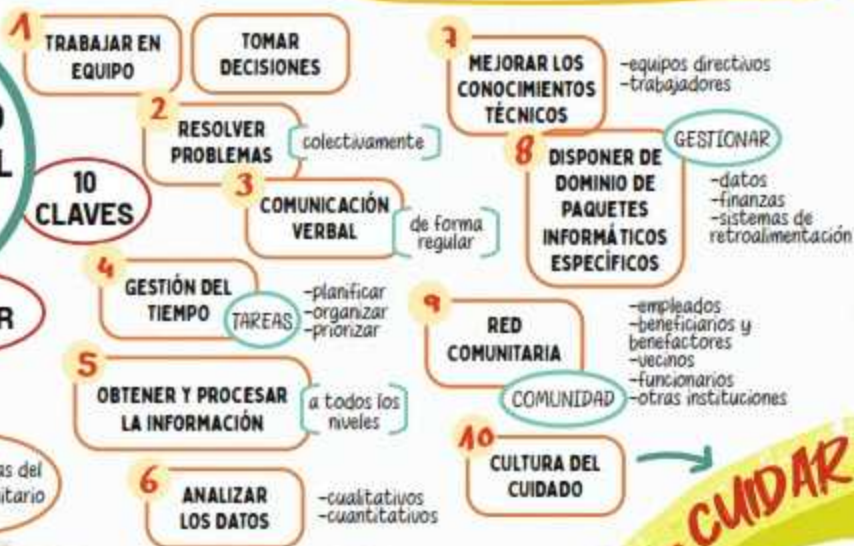 10
CLAVES
1
TRABAJAR EN
EQUIPO
TOMAR
DECISIONES
2
RESOLVER
PROBLEMAS
colectivamente
3
COMUNICACIÓN
VERBAL
de forma
regular
4
GESTIÓN DEL
TIEMPO
TAREAS
-planificar
-organizar
-priorizar
5
OBTENER Y PROCESAR
LA INFORMACIÓN
a todos los
niveles
6
ANALIZAR
LOS DATOS
-cualitativos
-cuantitativos
7
MEJORAR LOS
CONOCIMIENTOS
TÉCNICOS
-equipos directivos
-trabajadores
8
DISPONER DE
DOMINIO DE
PAQUETES
INFORMÁTICOS
ESPECÍFICOS
GESTIONAR
-datos
-finanzas
-sistemas de
retroalimentación
9
RED
COMUNITARIA
COMUNIDAD
-empleados
-beneficiarios y
benefactores
-vecinos
-funcionarios
-otras instituciones
10
CULTURA DEL
CUIDADO
CUIDAR
L
R
as del
itario